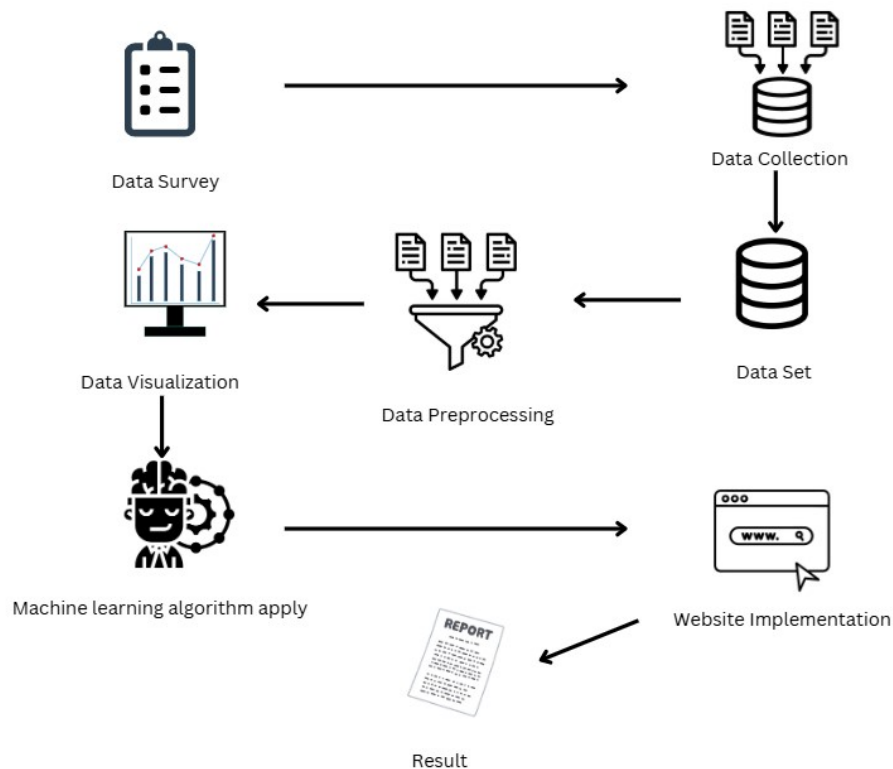 Data Survey
Data Collection
Data Set
Data Preprocessing
Data Visualization
Machine learning algorithm apply
www.
Website Implementation
REPORT
Result